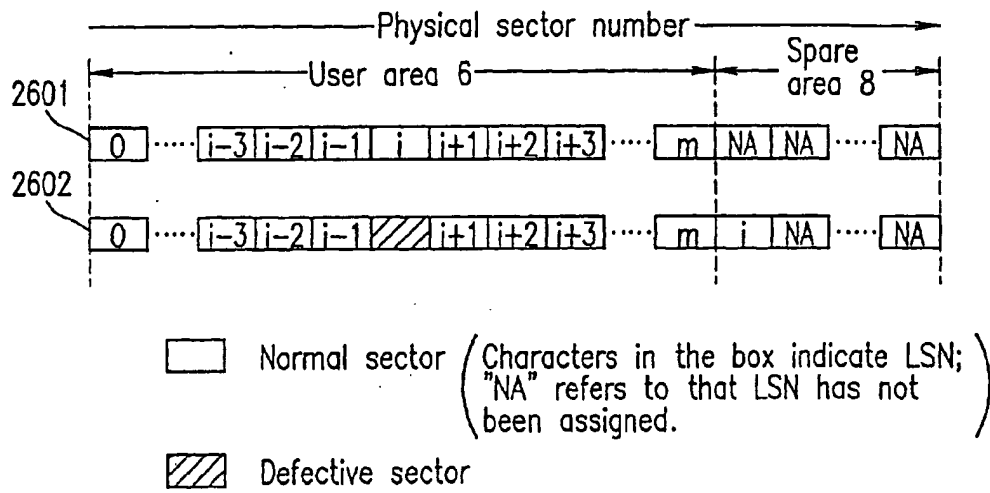 Physical sector number
User area 6
Spare
area 8
2601
0 ..... i-3 i-2 i-1 i i+1 i+2 i+3 ..... m NA NA ..... NA
2602
0 ..... i-3 i-2 i-1 i+1 i+2 i+3 ..... m i NA ..... NA
Normal sector (Characters in the box indicate LSN;
"NA" refers to that LSN has not
been assigned.)
Defective sector